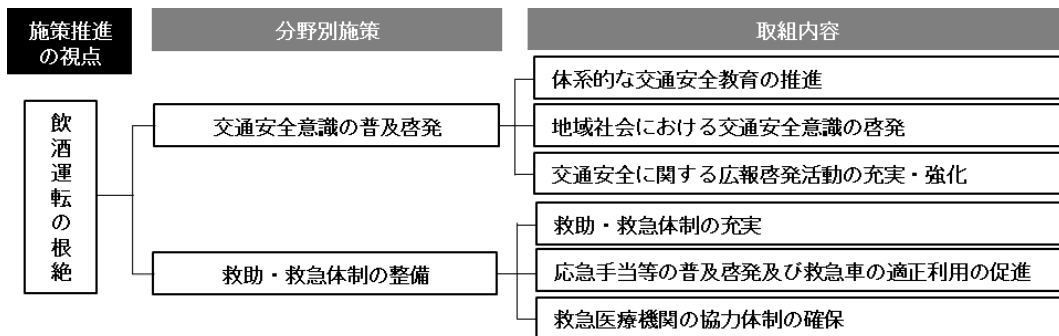 施策推進
の視点
分野別施策
取組内容
飲酒運転の根絶
交通安全意識の普及啓発
体系的な交通安全教育の推進
地域社会における交通安全意識の啓発
交通安全に関する広報啓発活動の充実・強化
救助・救急体制の整備
救助・救急体制の充実
応急手当等の普及啓発及び救急車の適正利用の促進
救急医療機関の協力体制の確保